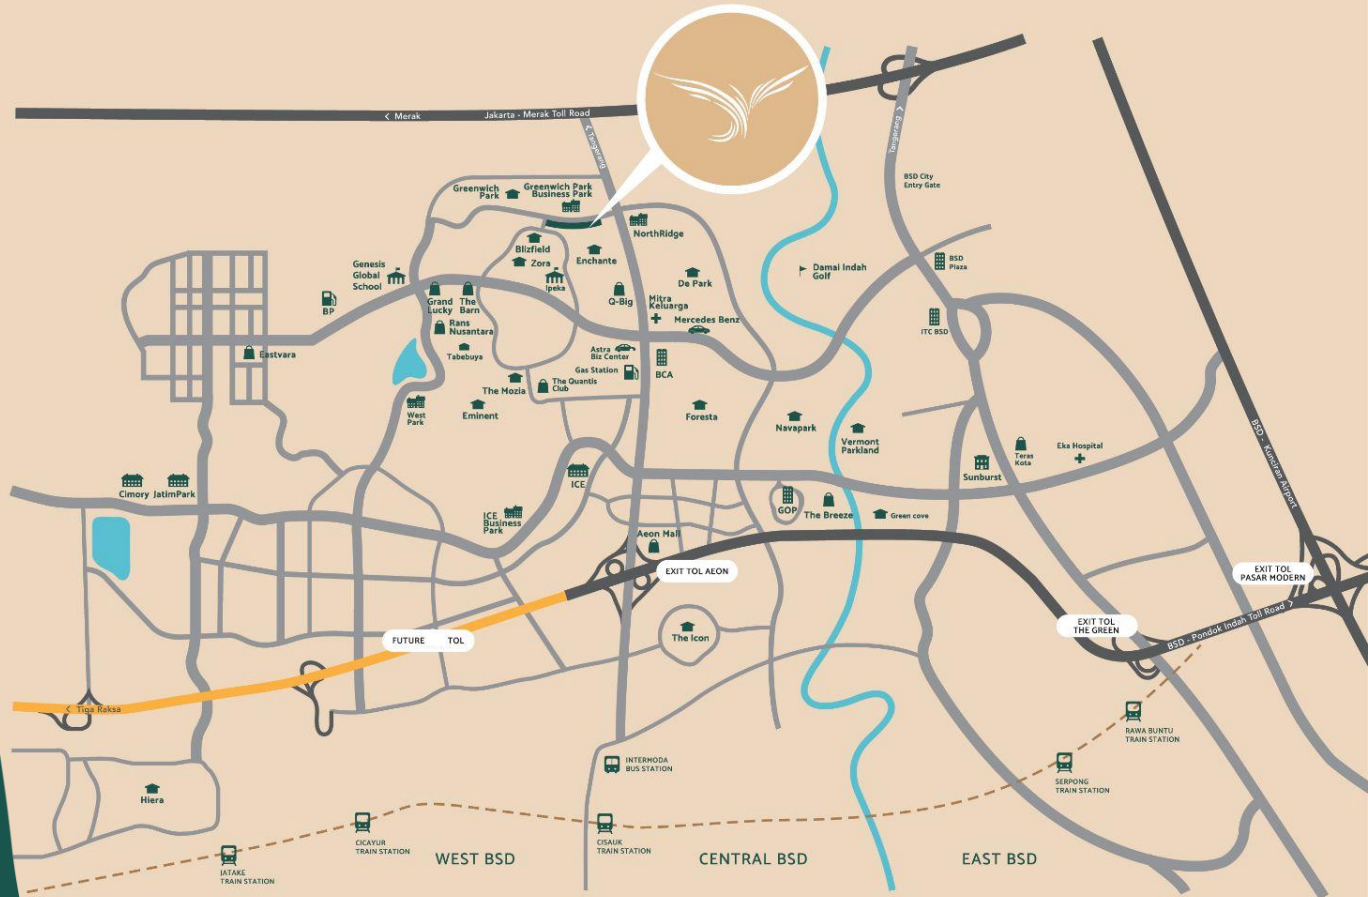 < Merak
Jakarta - Merak Toll Road
< Tangerang
Tangerang >
BSD City
Entry Gate
Greenwich
Park
Greenwich Park
Business Park
NorthRidge
Blizfield
Zora
Enchante
Ipeka
Genesis
Global
School
BP
Grand
Lucky
The
Barn
Rans
Nusantara
Tabebuya
Q-Big
Mitra
Keluarga
De Park
Mercedes Benz
Damai Indah
Golf
BSD
Plaza
ITC BSD
Eastvara
Astra
Biz Center
Gas Station
BCA
The Mozia
The Quantis
Club
West
Park
Eminent
Foresta
Navapark
Vermont
Parkland
Sunburst
Teras
Kota
Eka Hospital
BSD - Kunciran Airport
Cimory
JatimPark
ICE
ICE
Business
Park
GOP
The Breeze
Green cove
Aeon Mall
EXIT TOL AEON
EXIT TOL
PASAR MODERN
EXIT TOL
THE GREEN
BSD - Pondok Indah Toll Road >
FUTURE TOL
The Icon
< Tiga Raksa
RAWA BUNTU
TRAIN STATION
INTERMODA
BUS STATION
SERPONG
TRAIN STATION
Hiera
CICAYUR
TRAIN STATION
CISAUK
TRAIN STATION
JATAKE
TRAIN STATION
WEST BSD
CENTRAL BSD
EAST BSD